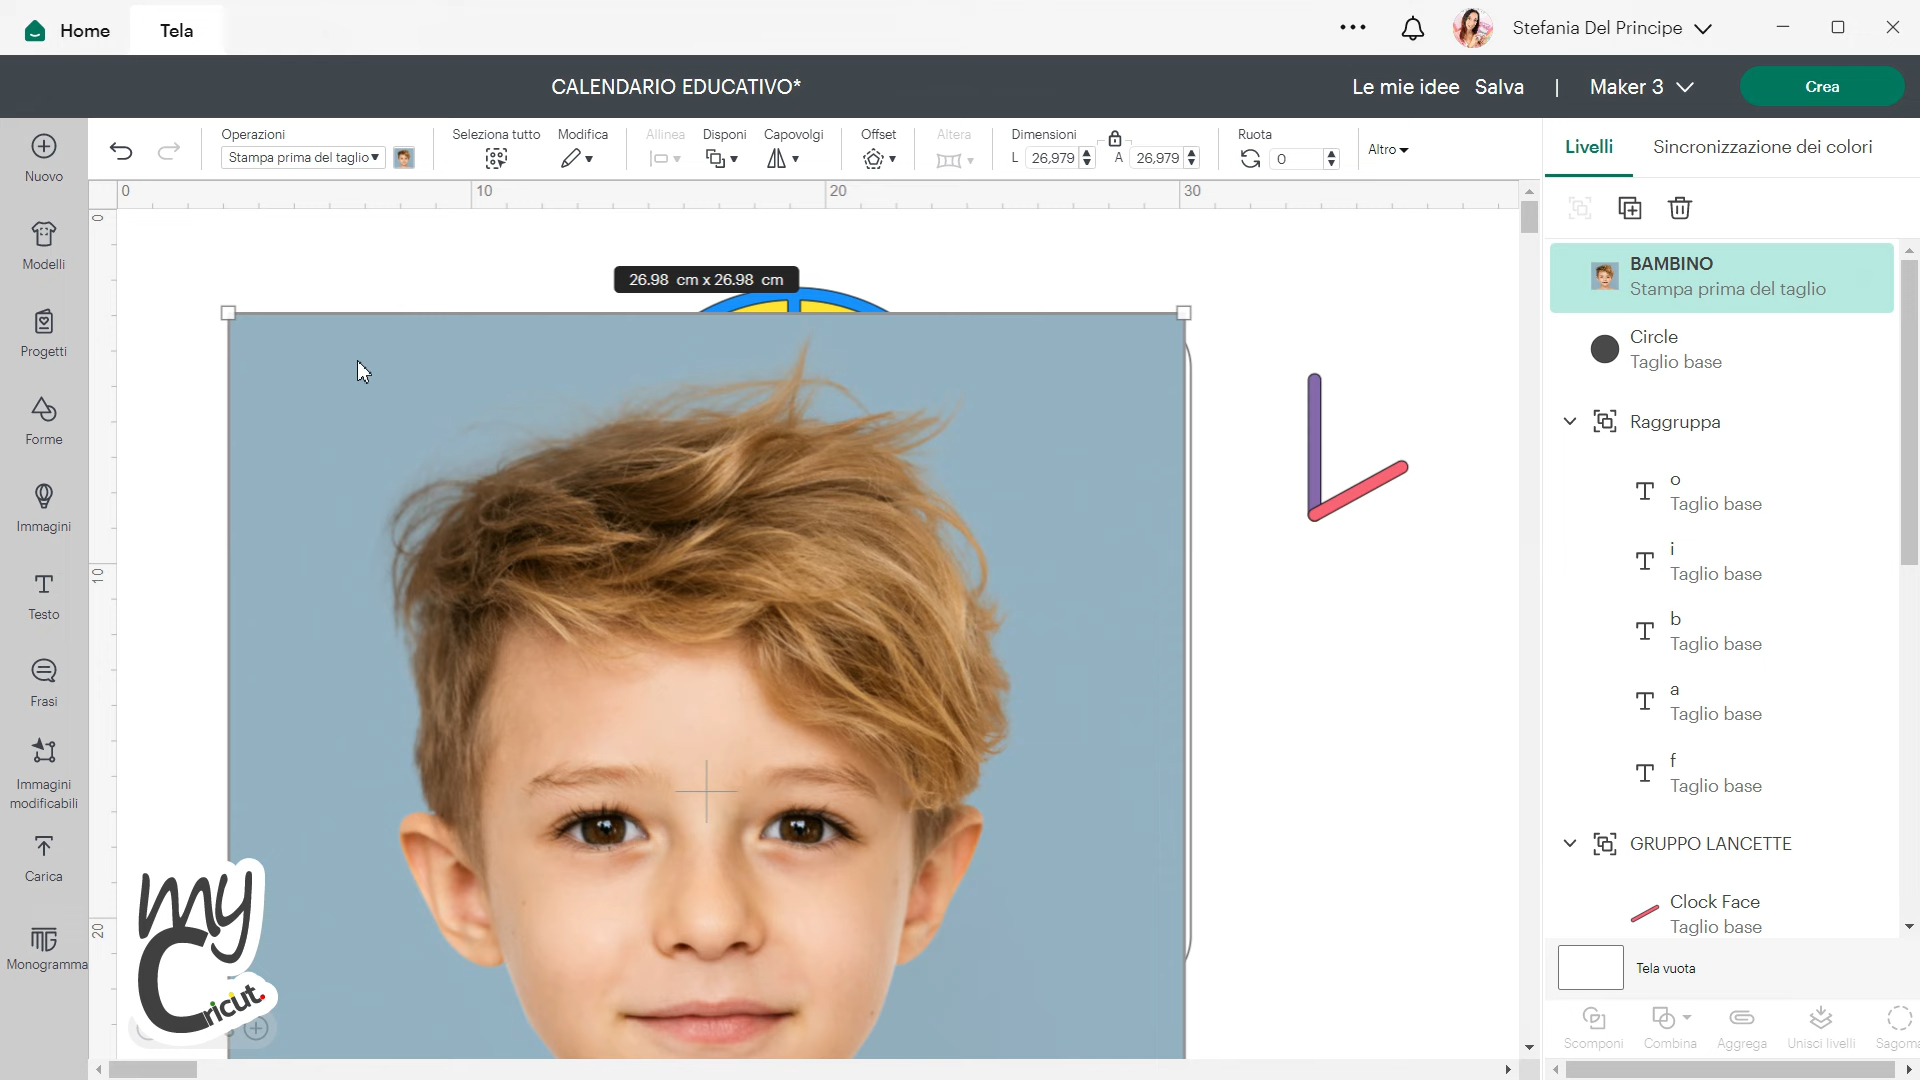 Home
Tela
Stefania Del Principe
CALENDARIO EDUCATIVO*
Le mie idee
Salva
|
Maker 3
Crea
Nuovo
Modelli
Progetti
Forme
Immagini
Testo
Frasi
Immagini
modificabili
Carica
Monogramma
Operazioni
Stampa prima del taglio
Seleziona tutto
Modifica
Allinea
Disponi
Capovolgi
Offset
Altera
Dimensioni
L 26,979
A 26,979
Ruota
0
Altro
0 10 20 30
0
10
20
26.98 cm x 26.98 cm
my
Cricut.
Livelli
Sincronizzazione dei colori
BAMBINO
Stampa prima del taglio
Circle
Taglio base
Raggruppa
o
Taglio base
i
Taglio base
b
Taglio base
a
Taglio base
f
Taglio base
GRUPPO LANCETTE
Clock Face
Taglio base
Tela vuota
Scomponi
Combina
Aggrega
Unisci livelli
Sagoma